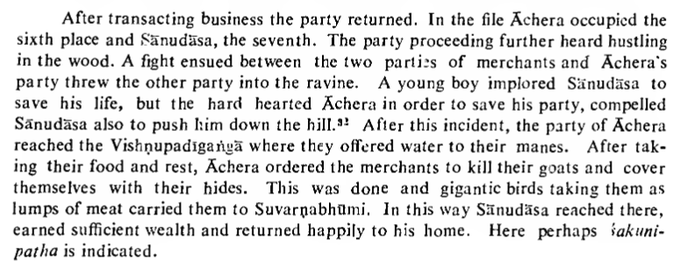 After transacting business the party returned. In the file Āchera occupied the
sixth place and Sānudāsa, the seventh. The party proceeding further heard hustling
in the wood. A fight ensued between the two parties of merchants and Āchera's
party threw the other party into the ravine. A young boy implored Sānudāsa to
save his life, but the hard hearted Āchera in order to save his party, compelled
Sānudāsa also to push him down the hill.³² After this incident, the party of Āchera
reached the Vishṇupadīgaṅgā where they offered water to their manes. After tak-
ing their food and rest, Āchera ordered the merchants to kill their goats and cover
themselves with their hides. This was done and gigantic birds taking them as
lumps of meat carried them to Suvarṇabhūmi. In this way Sānudāsa reached there,
earned sufficient wealth and returned happily to his home. Here perhaps śakuni-
patha is indicated.